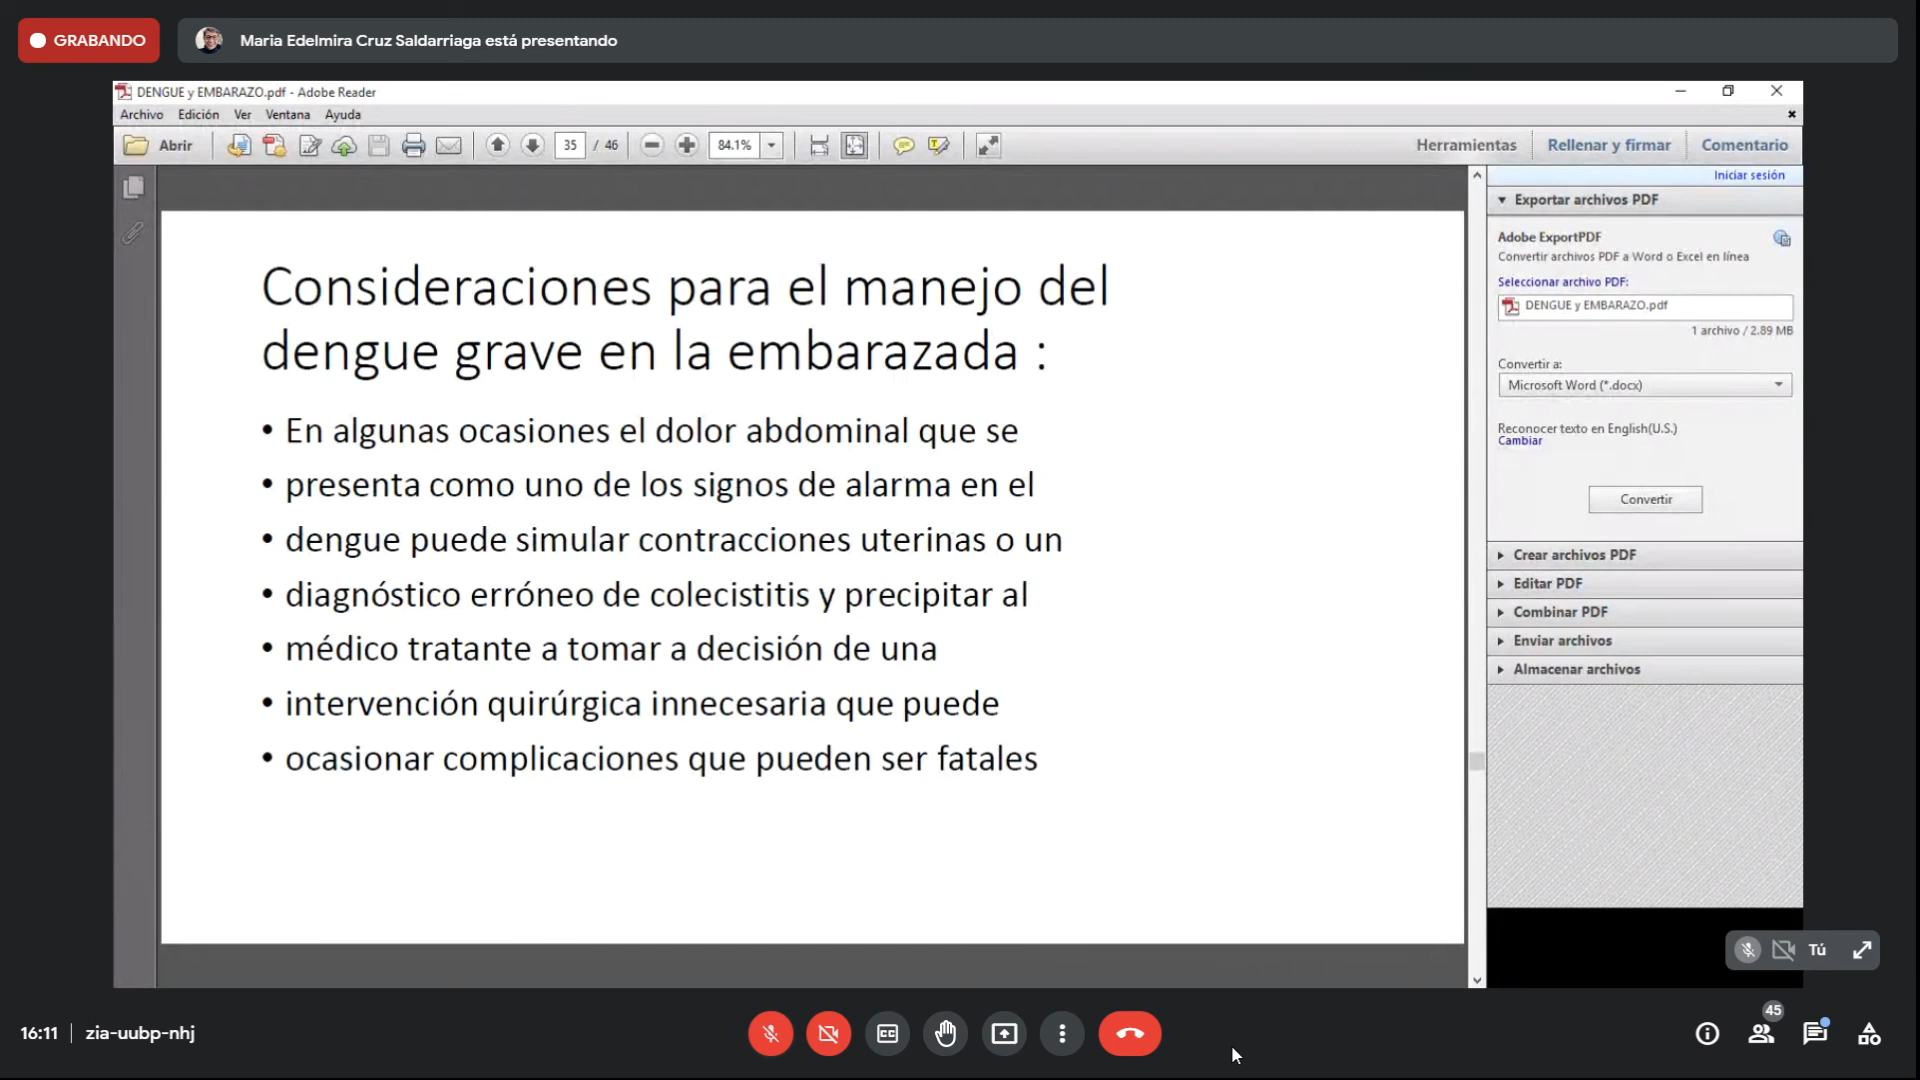 GRABANDO
Maria Edelmira Cruz Saldarriaga está presentando
DENGUE y EMBARAZO.pdf - Adobe Reader
Archivo Edición Ver Ventana Ayuda
Abrir 35 / 46 84.1% Herramientas Rellenar y firmar Comentario
Iniciar sesión
Exportar archivos PDF
Adobe ExportPDF
Convertir archivos PDF a Word o Excel en línea
Seleccionar archivo PDF:
DENGUE y EMBARAZO.pdf
1 archivo / 2.89 MB
Convertir a:
Microsoft Word (*.docx)
Reconocer texto en English(U.S.)
Cambiar
Convertir
Crear archivos PDF
Editar PDF
Combinar PDF
Enviar archivos
Almacenar archivos
Consideraciones para el manejo del
dengue grave en la embarazada :
• En algunas ocasiones el dolor abdominal que se
• presenta como uno de los signos de alarma en el
• dengue puede simular contracciones uterinas o un
• diagnóstico erróneo de colecistitis y precipitar al
• médico tratante a tomar a decisión de una
• intervención quirúrgica innecesaria que puede
• ocasionar complicaciones que pueden ser fatales
Tú
16:11 | zia-uubp-nhj
45